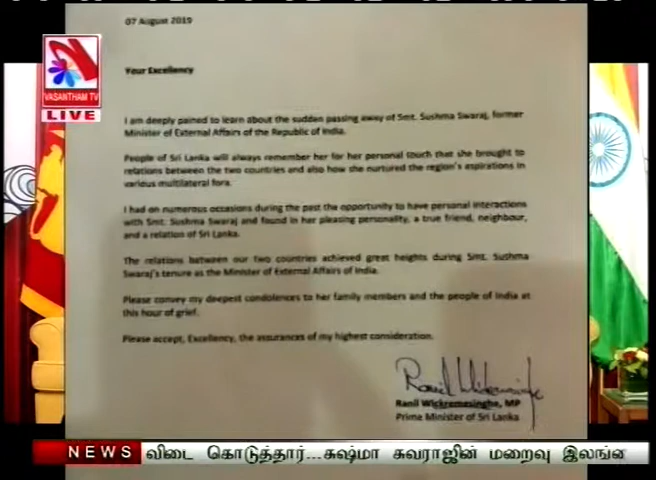 07 August 2019
VASANTHAM TV
LIVE
Your Excellency
I am deeply pained to learn about the sudden passing away of Smt. Sushma Swaraj, former
Minister of External Affairs of the Republic of India.
People of Sri Lanka will always remember her for her personal touch that she brought to
relations between the two countries and also how she nurtured the region's aspirations in
various multilateral fora.
I had on numerous occasions during the past the opportunity to have personal interactions
with Smt. Sushma Swaraj and found in her pleasing personality, a true friend, neighbour,
and a relation of Sri Lanka.
The relations between our two countries achieved great heights during Smt. Sushma
Swaraj's tenure as the Minister of External Affairs of India.
Please convey my deepest condolences to her family members and the people of India at
this hour of grief.
Please accept, Excellency, the assurances of my highest consideration.
Ranil Wickremesinghe
Ranil Wickremesinghe, MP
Prime Minister of Sri Lanka
NEWS விடை கொடுத்தார்...சுஷ்மா சுவராஜின் மறைவு இலங்